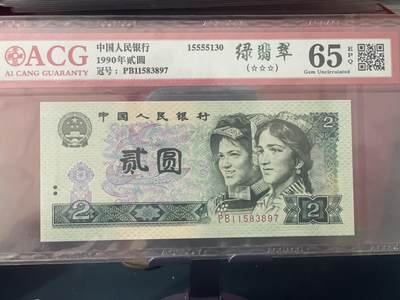 ACG
AI CANG GUARANTY
中国人民银行
1990年贰圆
冠号：PB11583897
15555130
绿翡翠
(☆☆☆)
65 EPQ
Gem Uncirculated
中国人民银行
2
贰圆
2
PB11583897
2